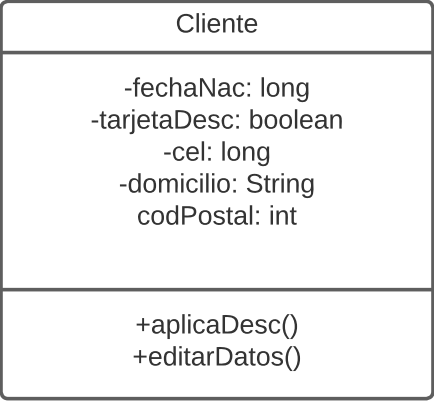 Cliente
-fechaNac: long
-tarjetaDesc: boolean
-cel: long
-domicilio: String
codPostal: int
+aplicaDesc()
+editarDatos()